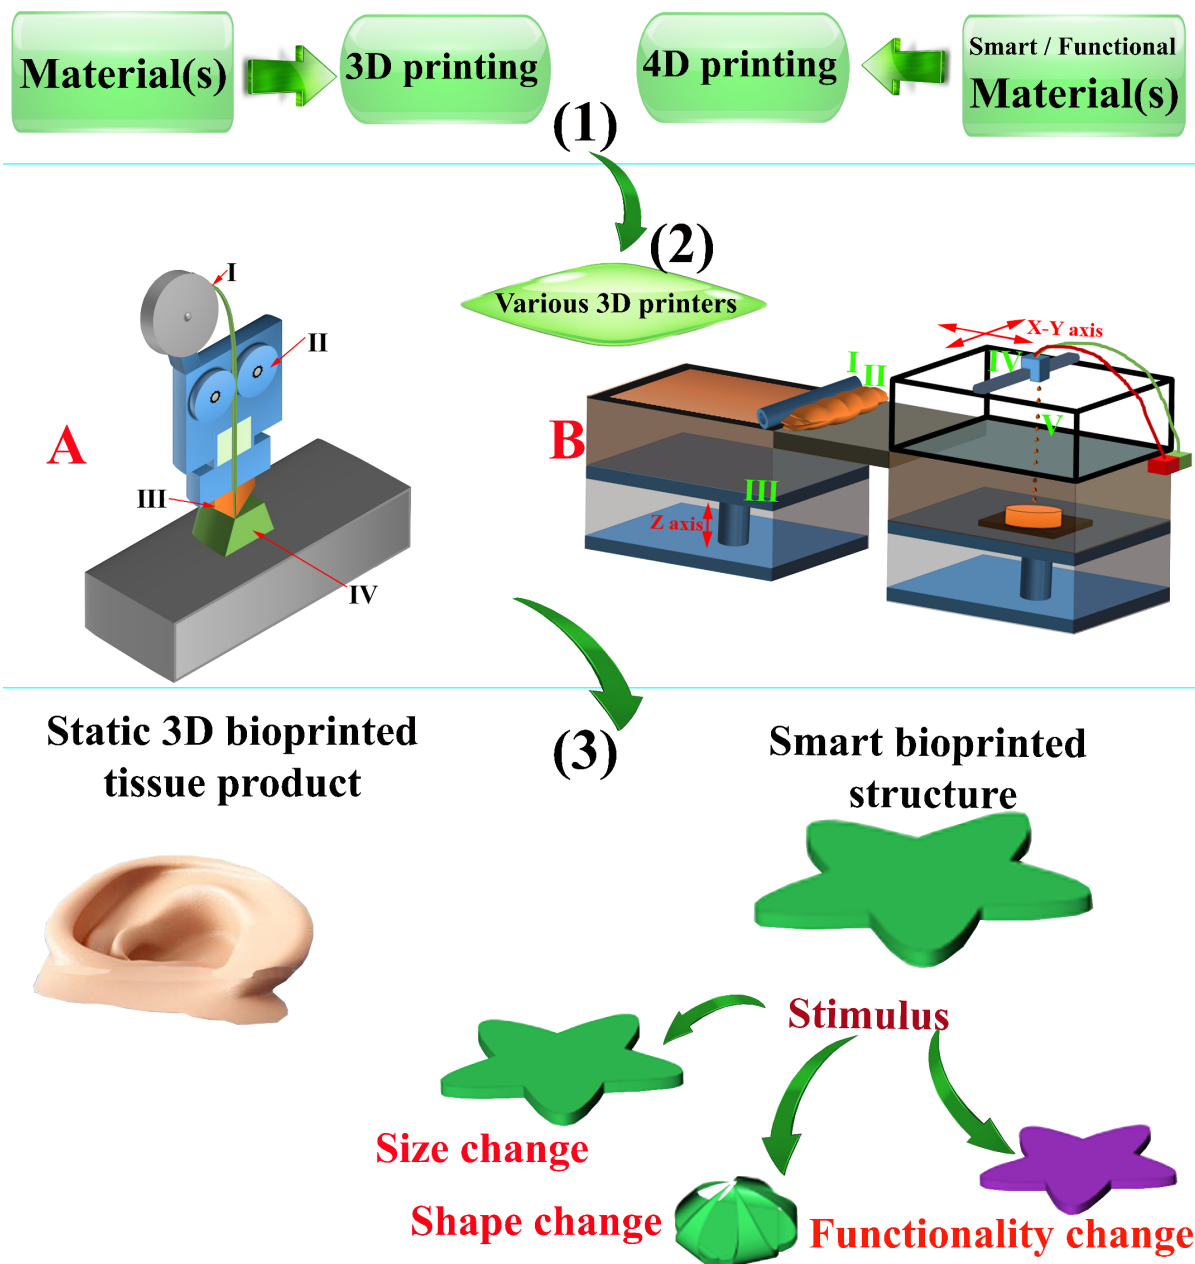 Material(s)
3D printing
4D printing
Smart / Functional
Material(s)
(1)
(2)
Various 3D printers
A
I
II
III
IV
B
I
II
III
IV
V
X-Y axis
Z axis
(3)
Static 3D bioprinted
tissue product
Smart bioprinted
structure
Stimulus
Size change
Shape change
Functionality change